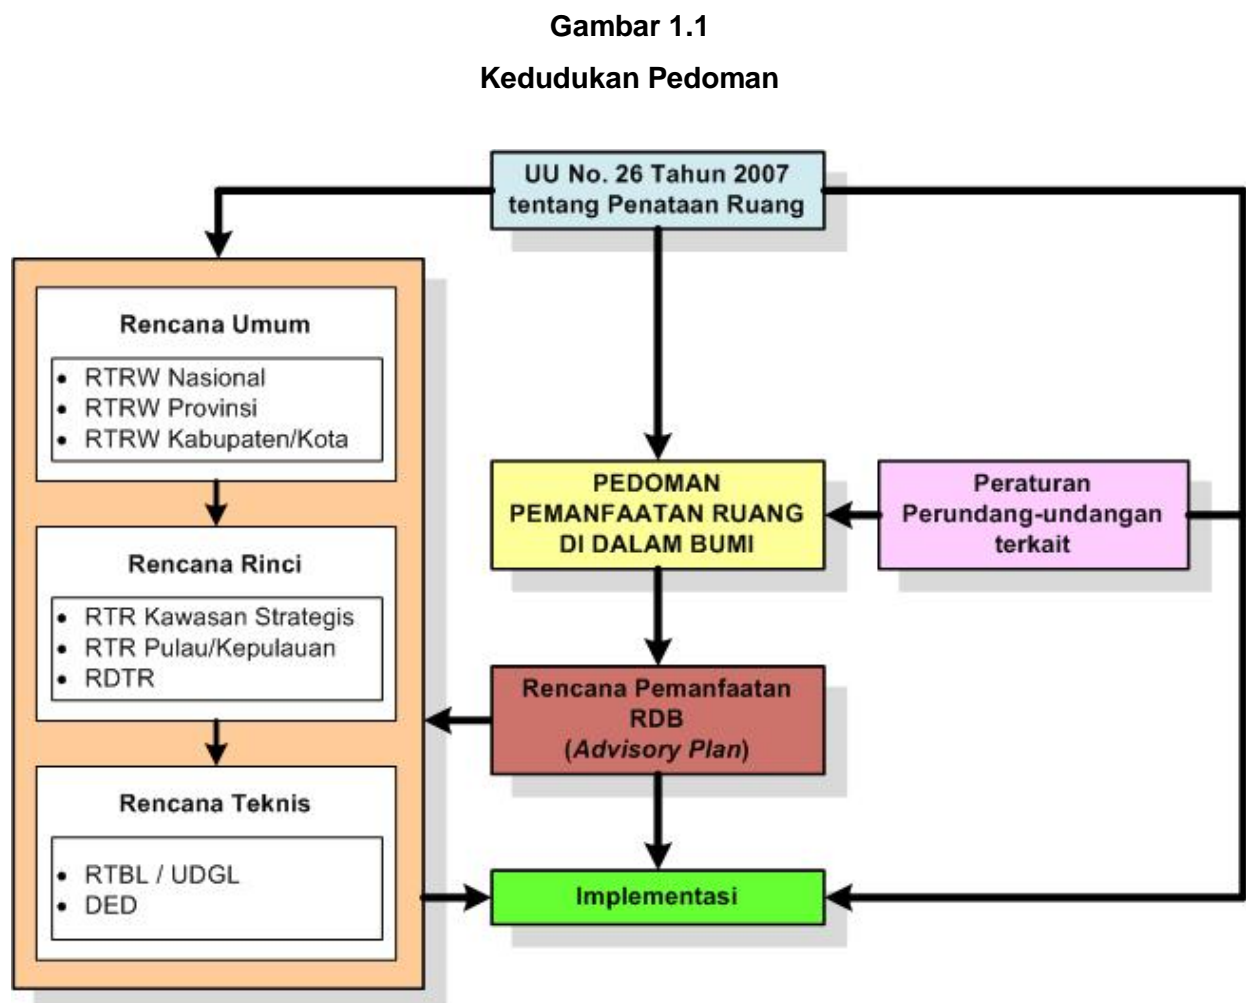 Gambar 1.1
Kedudukan Pedoman
UU No. 26 Tahun 2007
tentang Penataan Ruang
Rencana Umum
• RTRW Nasional
• RTRW Provinsi
• RTRW Kabupaten/Kota
Rencana Rinci
• RTR Kawasan Strategis
• RTR Pulau/Kepulauan
• RDTR
Rencana Teknis
• RTBL / UDGL
• DED
PEDOMAN
PEMANFAATAN RUANG
DI DALAM BUMI
Peraturan
Perundang-undangan
terkait
Rencana Pemanfaatan
RDB
(Advisory Plan)
Implementasi